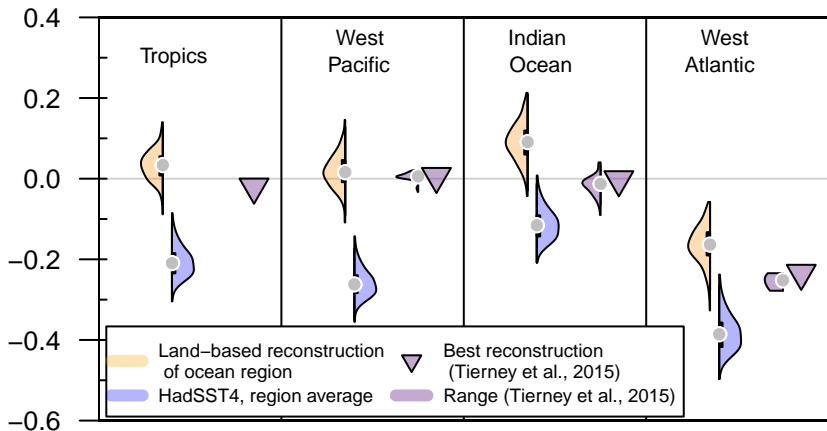 0.4
0.2
0.0
−0.2
−0.4
−0.6
Tropics
West
Pacific
Indian
Ocean
West
Atlantic
Land−based reconstruction
of ocean region
HadSST4, region average
Best reconstruction
(Tierney et al., 2015)
Range (Tierney et al., 2015)